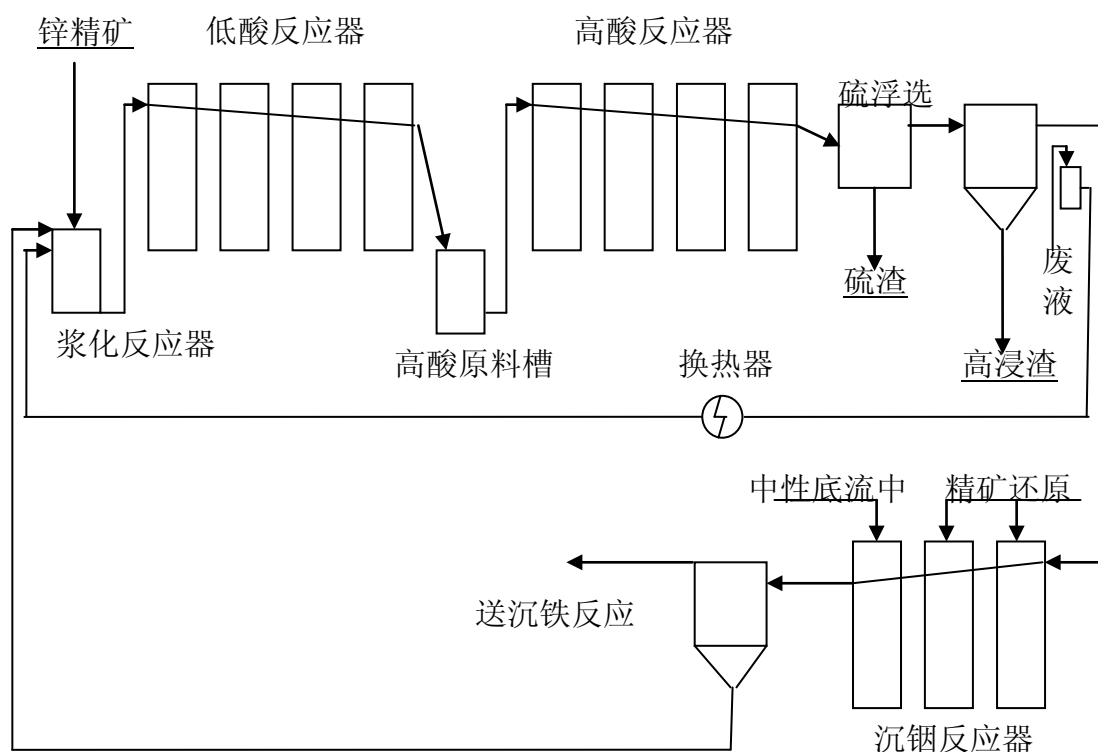 锌精矿
低酸反应器
高酸反应器
硫浮选
废
液
硫渣
浆化反应器
高酸原料槽
换热器
高浸渣
中性底流中
精矿还原
送沉铁反应
沉铟反应器